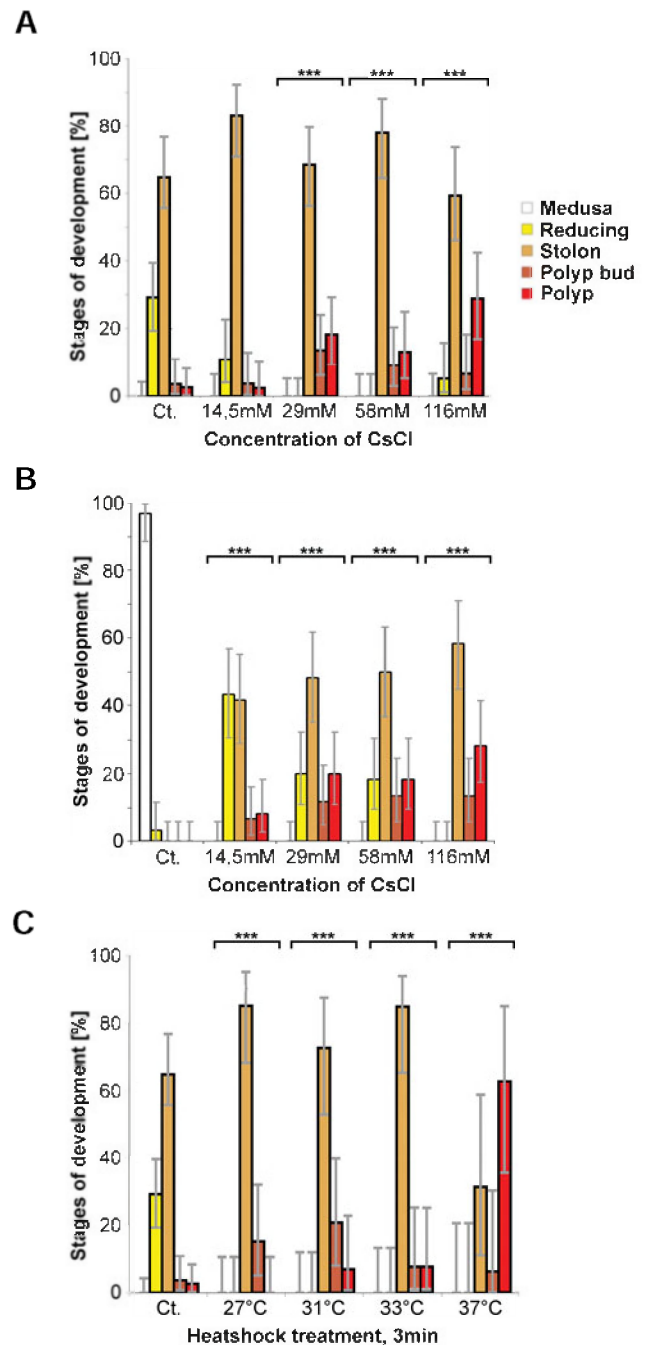 A
Stages of development [%]
100
80
60
40
20
0
*** *** ***
Medusa
Reducing
Stolon
Polyp bud
Polyp
Ct. 14,5mM 29mM 58mM 116mM
Concentration of CsCl
B
Stages of development [%]
100
80
60
40
20
0
*** *** *** ***
Ct. 14,5mM 29mM 58mM 116mM
Concentration of CsCl
C
Stages of development [%]
100
80
60
40
20
0
*** *** *** ***
Ct. 27°C 31°C 33°C 37°C
Heatshock treatment, 3min